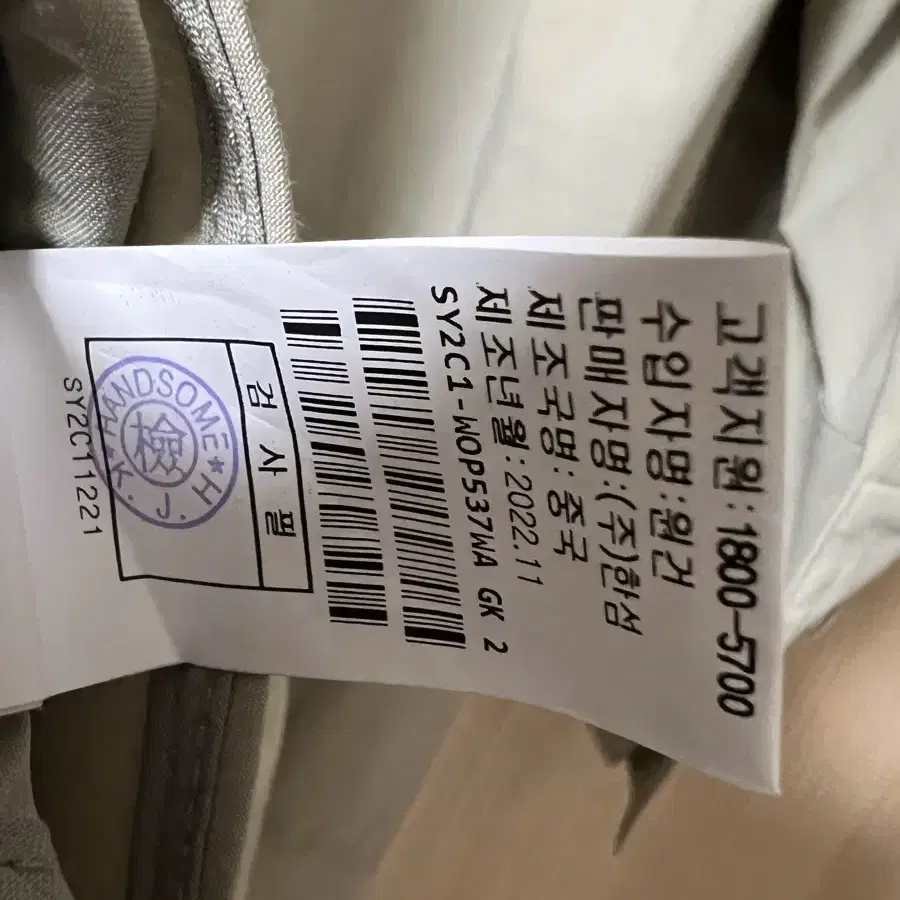 고객지원:1800-5700
수입자명:원건
판매자명:(주)한섬
제조국명:중국
제조년월:2022.11
SY2C1-WOP537WA GK 2
검사필
HANDSOME★H.K.J.
檢
SY2C11221